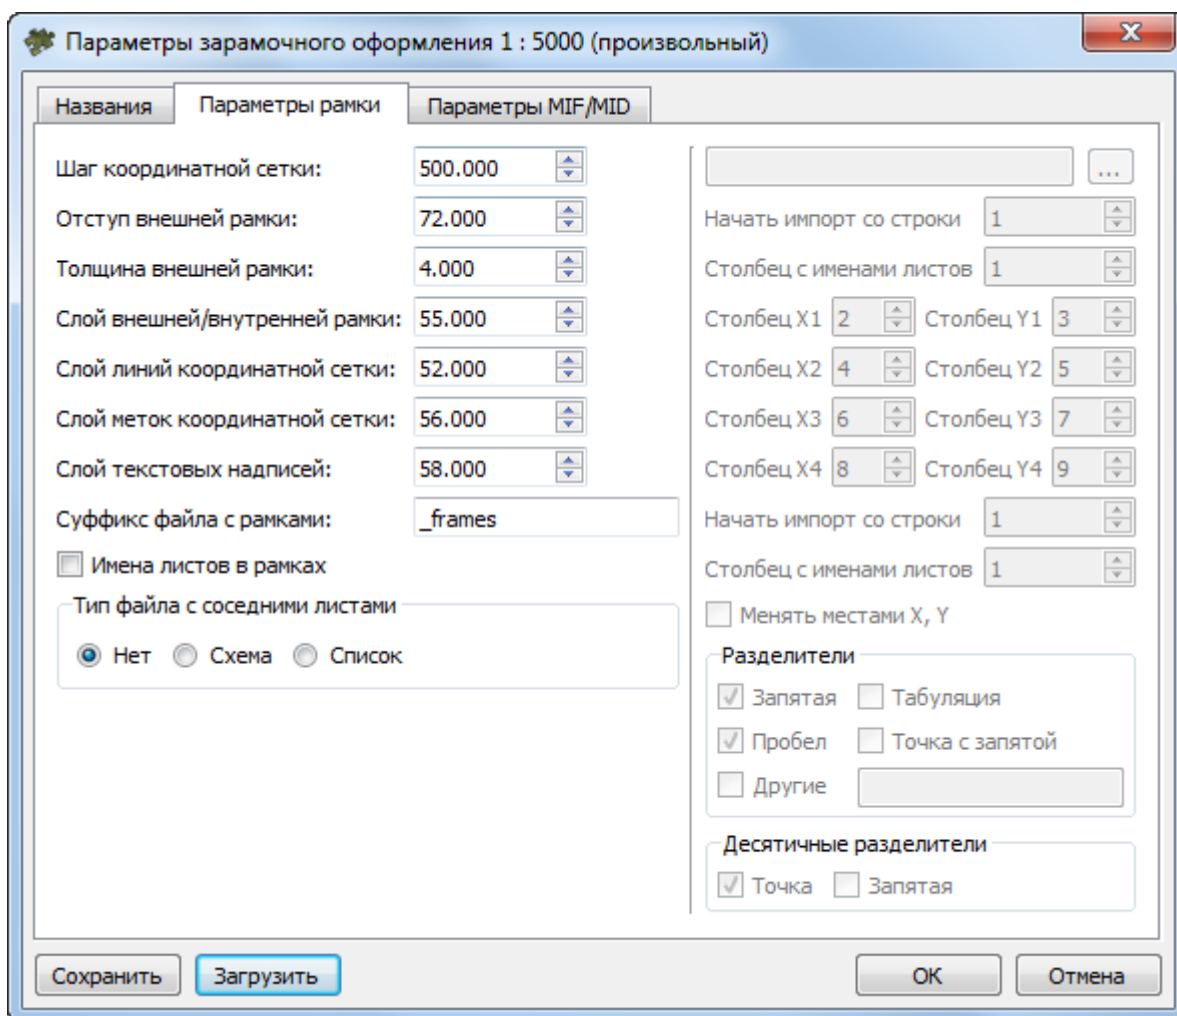 Параметры зарамочного оформления 1 : 5000 (произвольный)
Названия Параметры рамки Параметры MIF/MID
Шаг координатной сетки: 500.000
Отступ внешней рамки: 72.000
Толщина внешней рамки: 4.000
Слой внешней/внутренней рамки: 55.000
Слой линий координатной сетки: 52.000
Слой меток координатной сетки: 56.000
Слой текстовых надписей: 58.000
Суффикс файла с рамками: _frames
Имена листов в рамках
Тип файла с соседними листами
Нет Схема Список
...
Начать импорт со строки 1
Столбец с именами листов 1
Столбец X1 2 Столбец Y1 3
Столбец X2 4 Столбец Y2 5
Столбец X3 6 Столбец Y3 7
Столбец X4 8 Столбец Y4 9
Начать импорт со строки 1
Столбец с именами листов 1
Менять местами X, Y
Разделители
Запятая Табуляция
Пробел Точка с запятой
Другие
Десятичные разделители
Точка Запятая
Сохранить Загрузить OK Отмена